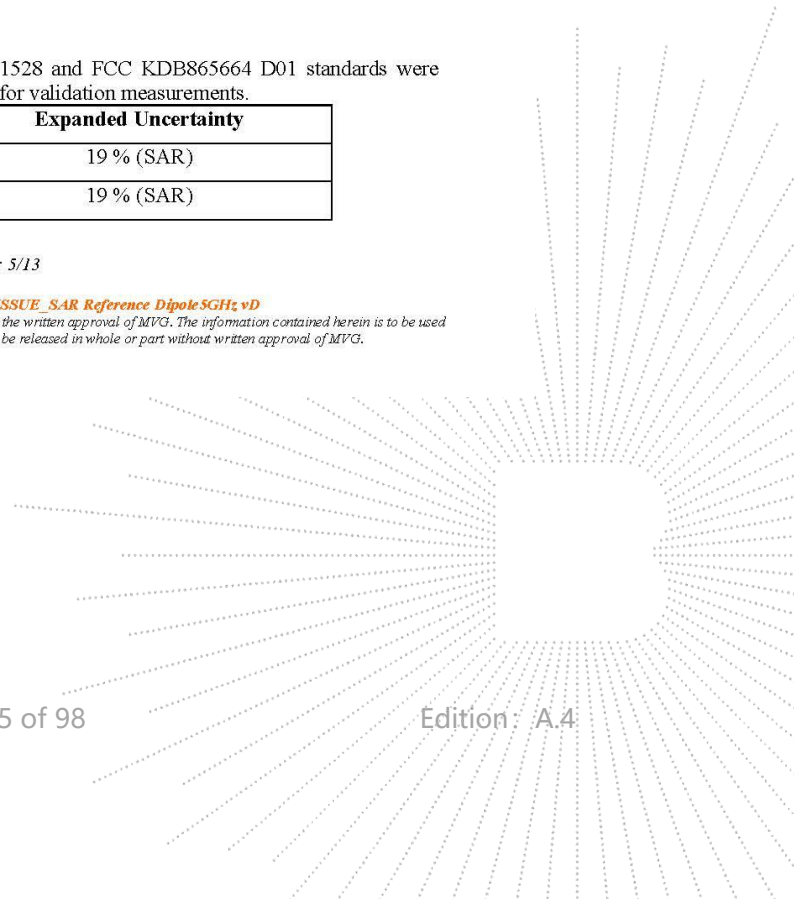 1528 and FCC KDB865664 D01 standards were
for validation measurements.
Expanded Uncertainty
19 % (SAR)
19 % (SAR)
: 5/13
SSUE_SAR Reference Dipole5GHz vD
the written approval of MVG. The information contained herein is to be used
be released in whole or part without written approval of MVG.
5 of 98
Edition：A.4